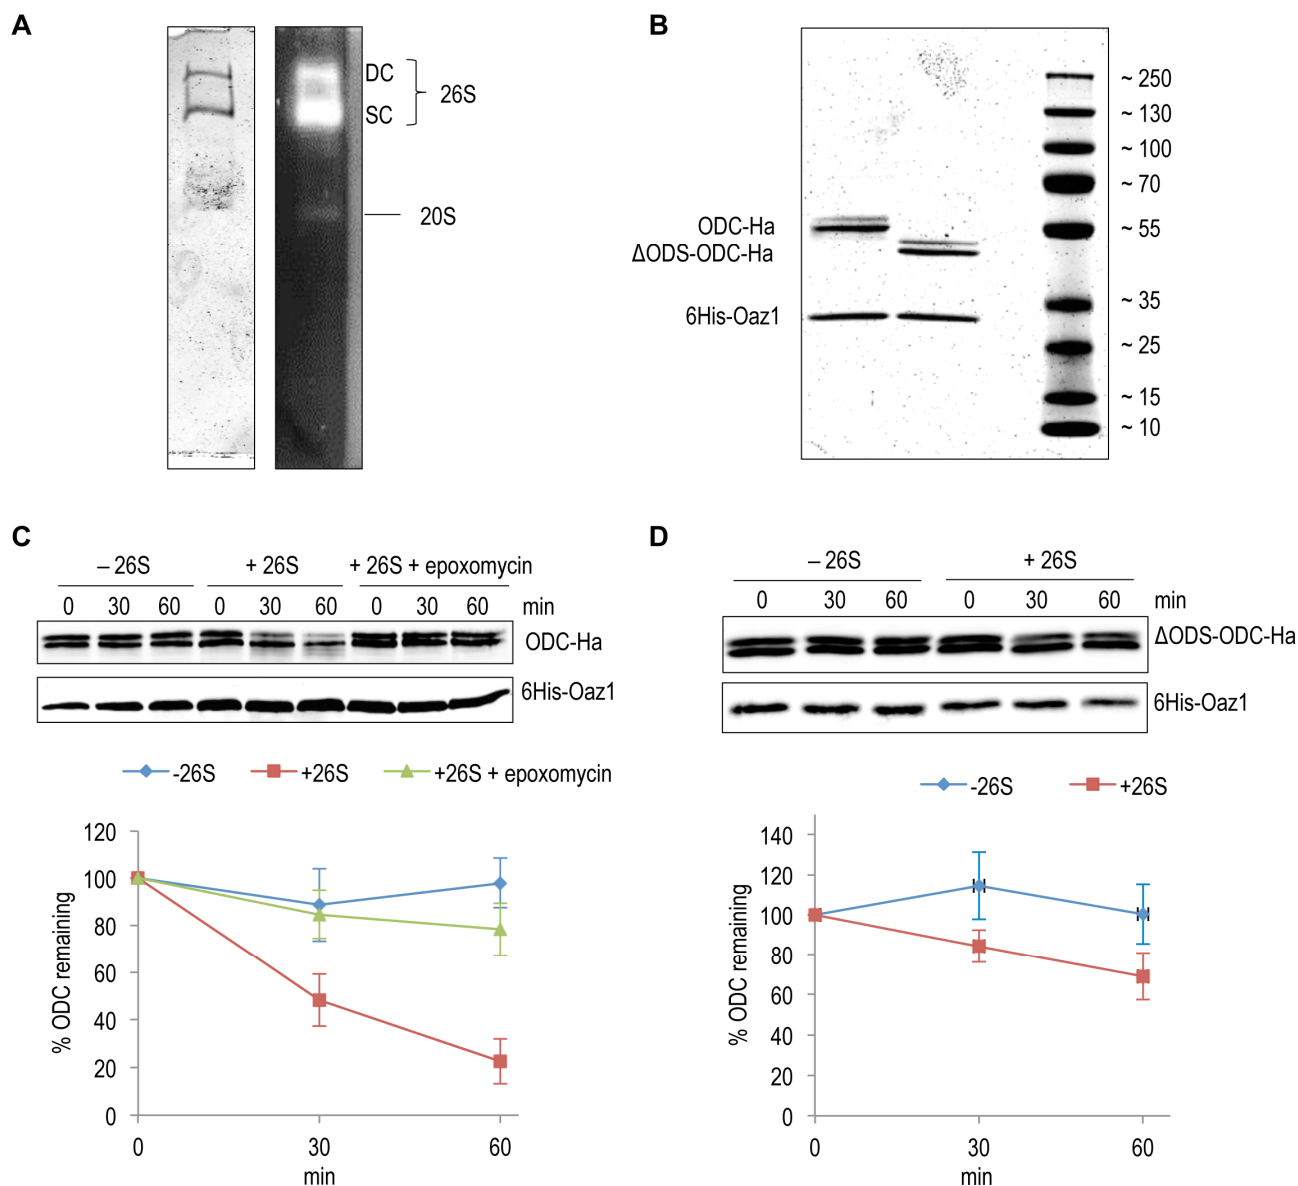 A
DC
SC
26S
20S
B
~ 250
~ 130
~ 100
~ 70
~ 55
~ 35
~ 25
~ 15
~ 10
ODC-Ha
ΔODS-ODC-Ha
6His-Oaz1
C
– 26S
+ 26S
+ 26S + epoxomycin
0 30 60 0 30 60 0 30 60 min
ODC-Ha
6His-Oaz1
-26S
+26S
+26S + epoxomycin
% ODC remaining
120
100
80
60
40
20
0
0 30 60
min
D
– 26S
+ 26S
0 30 60 0 30 60 min
ΔODS-ODC-Ha
6His-Oaz1
-26S
+26S
% ODC remaining
140
120
100
80
60
40
20
0
0 30 60
min